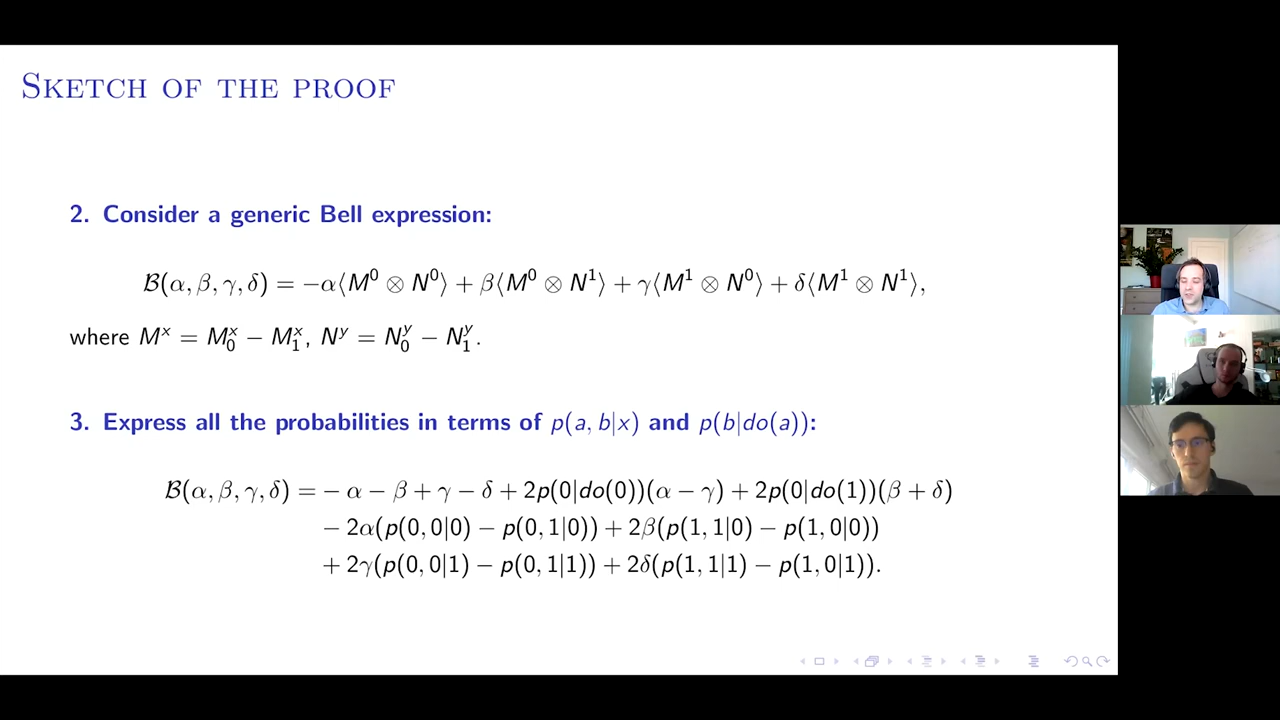 Sketch of the proof
2. Consider a generic Bell expression:
ℬ(α, β, γ, δ) = −α⟨M⁰ ⊗ N⁰⟩ + β⟨M⁰ ⊗ N¹⟩ + γ⟨M¹ ⊗ N⁰⟩ + δ⟨M¹ ⊗ N¹⟩,
where Mˣ = M₀ˣ − M₁ˣ, Nʸ = N₀ʸ − N₁ʸ.
3. Express all the probabilities in terms of p(a, b|x) and p(b|do(a)):
ℬ(α, β, γ, δ) = − α − β + γ − δ + 2p(0|do(0))(α − γ) + 2p(0|do(1))(β + δ)
− 2α(p(0, 0|0) − p(0, 1|0)) + 2β(p(1, 1|0) − p(1, 0|0))
+ 2γ(p(0, 0|1) − p(0, 1|1)) + 2δ(p(1, 1|1) − p(1, 0|1)).